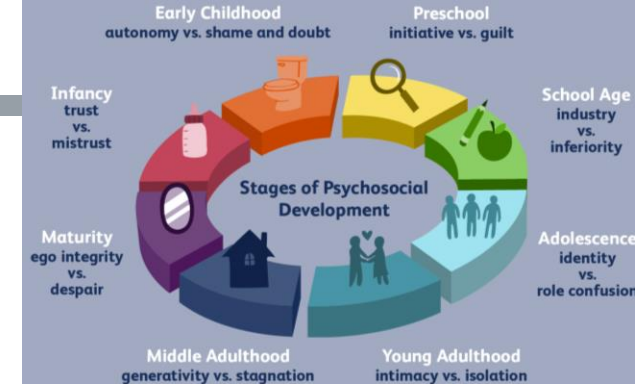 Early Childhood
autonomy vs. shame and doubt
Preschool
initiative vs. guilt
Infancy
trust
vs.
mistrust
School Age
industry
vs.
inferiority
Stages of Psychosocial
Development
Maturity
ego integrity
vs.
despair
Adolescence
identity
vs.
role confusion
Middle Adulthood
generativity vs. stagnation
Young Adulthood
intimacy vs. isolation